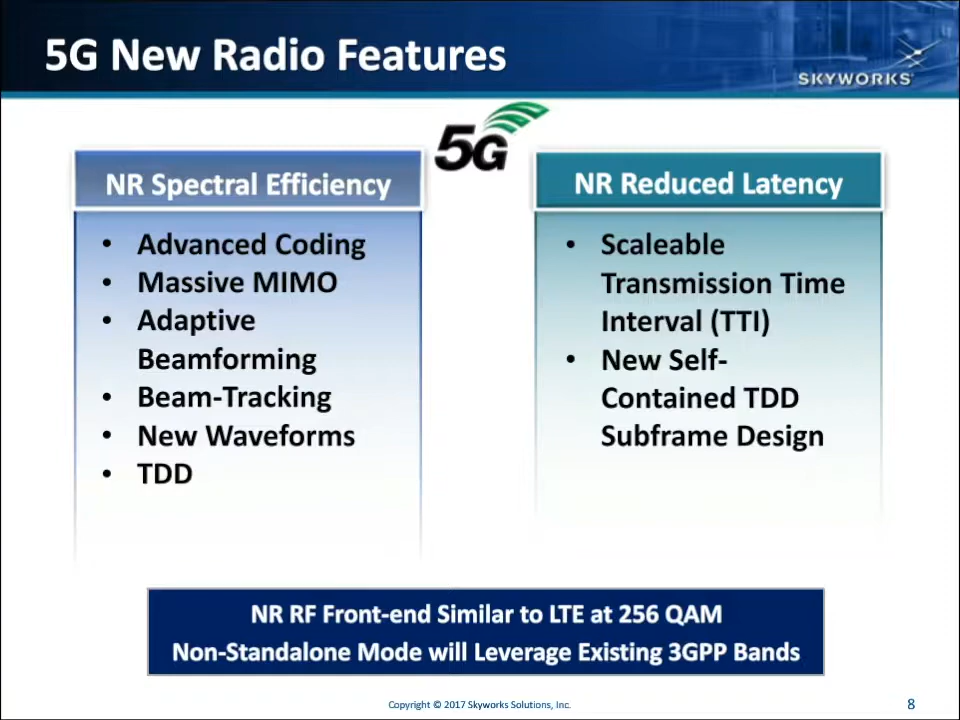 5G New Radio Features
SKYWORKS
5G
NR Spectral Efficiency
• Advanced Coding
• Massive MIMO
• Adaptive
Beamforming
• Beam-Tracking
• New Waveforms
• TDD
NR Reduced Latency
• Scaleable
Transmission Time
Interval (TTI)
• New Self-
Contained TDD
Subframe Design
NR RF Front-end Similar to LTE at 256 QAM
Non-Standalone Mode will Leverage Existing 3GPP Bands
Copyright © 2017 Skyworks Solutions, Inc.
8